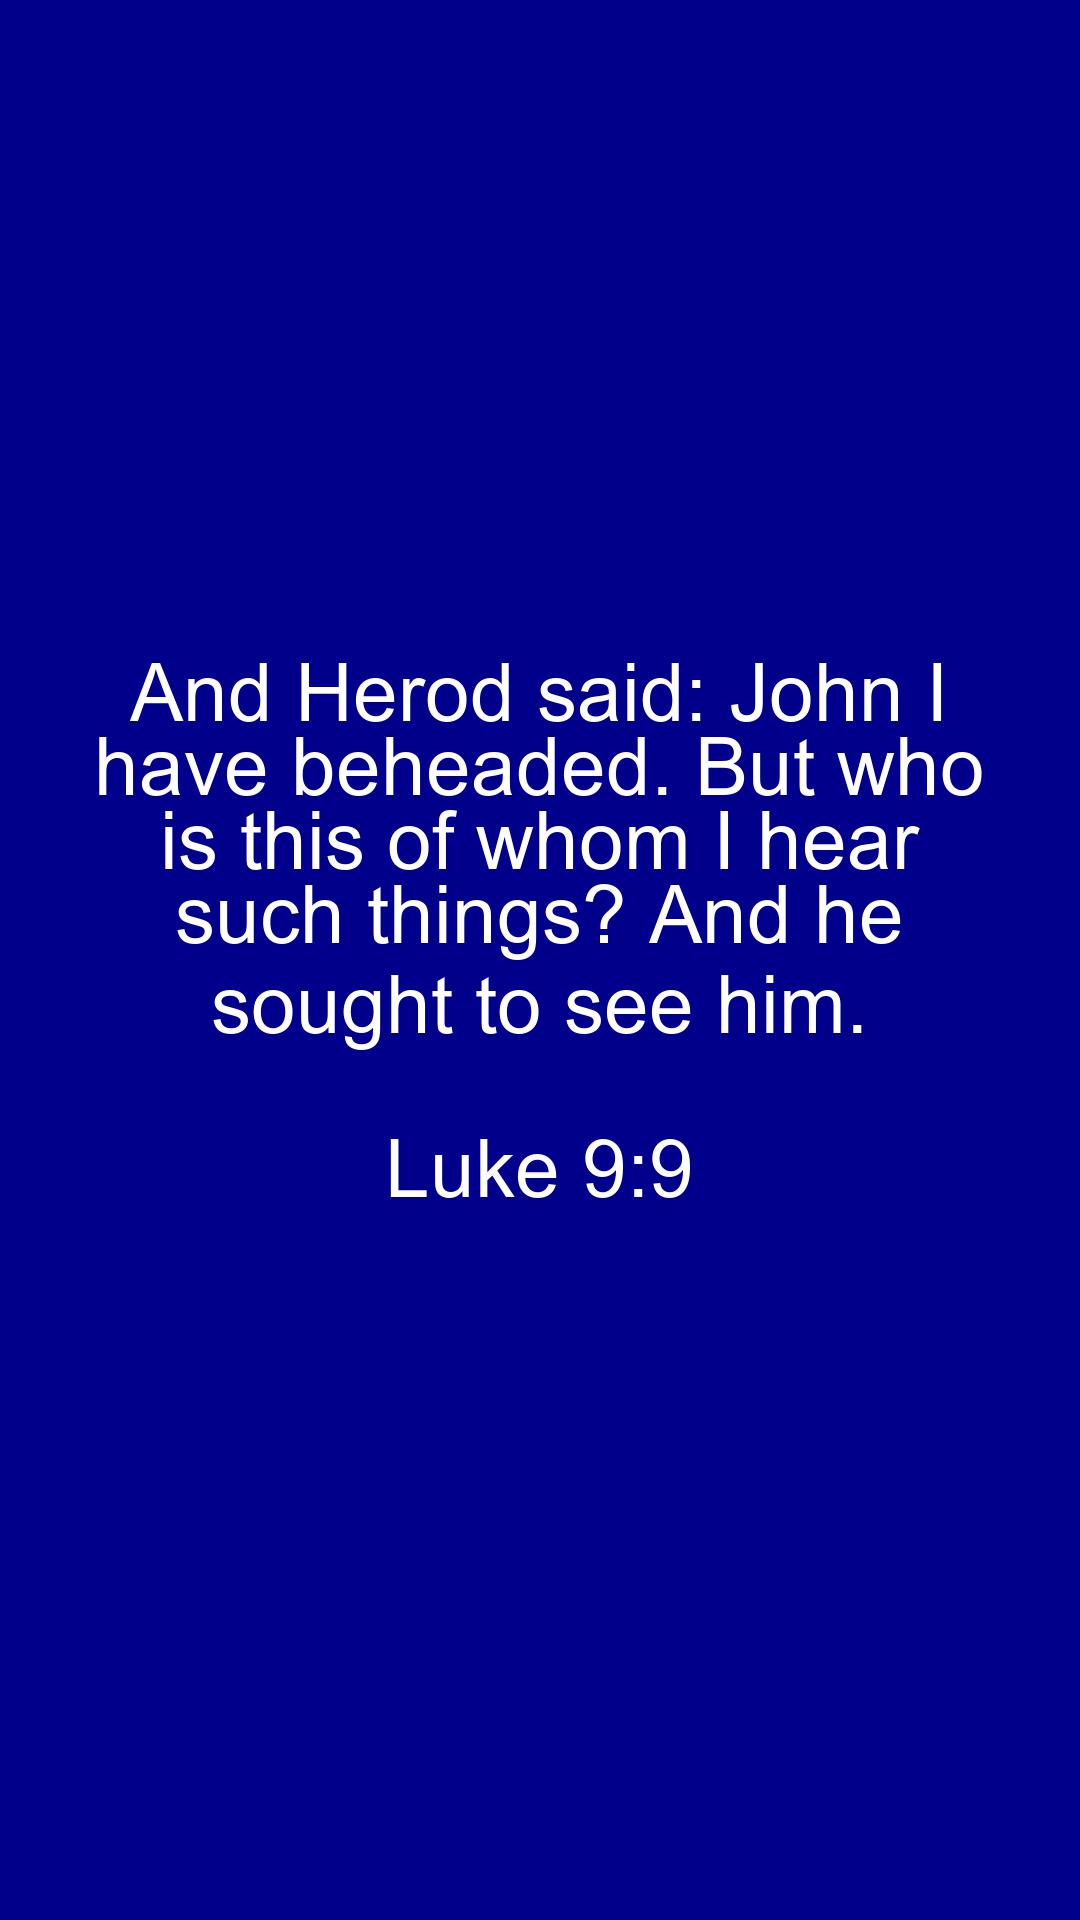 And Herod said: John I
have beheaded. But who
is this of whom I hear
such things? And he
sought to see him.
Luke 9:9